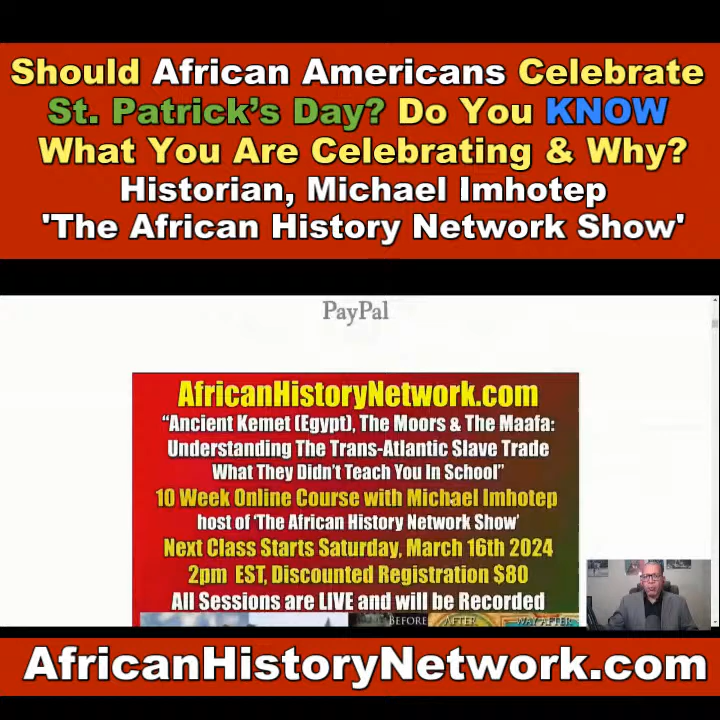 Should African Americans Celebrate
St. Patrick's Day? Do You KNOW
What You Are Celebrating & Why?
Historian, Michael Imhotep
'The African History Network Show'
PayPal
AfricanHistoryNetwork.com
“Ancient Kemet (Egypt), The Moors & The Maafa:
Understanding The Trans-Atlantic Slave Trade
What They Didn't Teach You In School”
10 Week Online Course with Michael Imhotep
host of 'The African History Network Show'
Next Class Starts Saturday, March 16th 2024
2pm EST, Discounted Registration $80
All Sessions are LIVE and will be Recorded
BEFORE AFTER WAY AFTER
AfricanHistoryNetwork.com